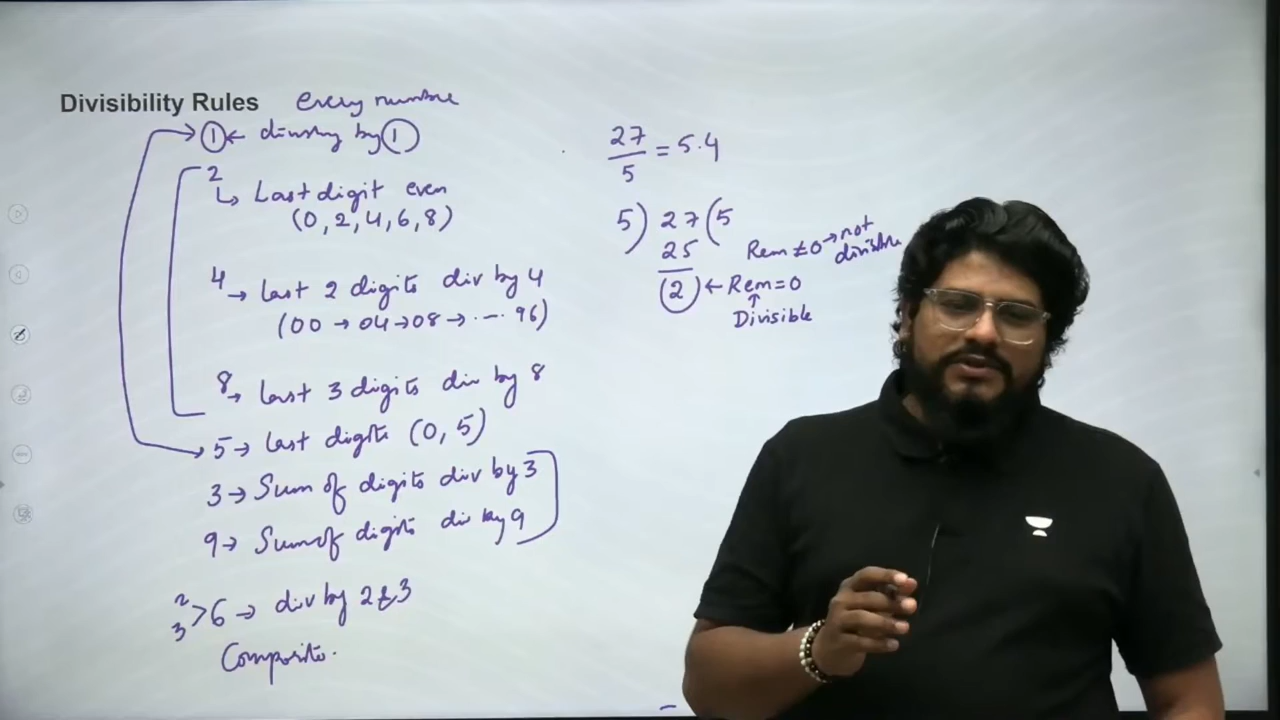 Divisibility Rules every number
1 ← divisible by 1
2
↳ Last digit even
(0, 2, 4, 6, 8)
4 → Last 2 digits div by 4
(00 → 04 → 08 → . - . 96)
8 → Last 3 digits div by 8
5 → Last digits (0, 5)
3 → Sum of digits div by 3
9 → Sum of digits div by 9
2
3 > 6 → div by 2 & 3
Composite.
27
5 = 5.4
5) 27 (5
25
(2) ← Rem = 0
↑
Divisible
Rem ≠ 0 → not
divisible